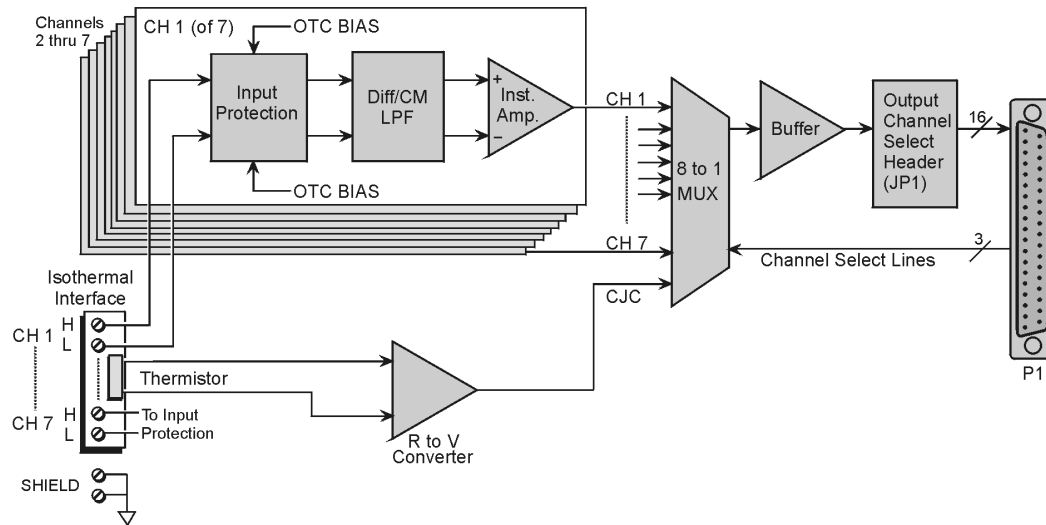 Channels
2 thru 7
CH 1 (of 7)
OTC BIAS
Input
Protection
Diff/CM
LPF
+
Inst.
Amp.
−
OTC BIAS
CH 1
8 to 1
MUX
CH 7
CJC
Buffer
Output
Channel
Select
Header
(JP1)
16
3
Channel Select Lines
P1
Isothermal
Interface
CH 1
H
L
Thermistor
CH 7
H
L
To Input
Protection
R to V
Converter
SHIELD